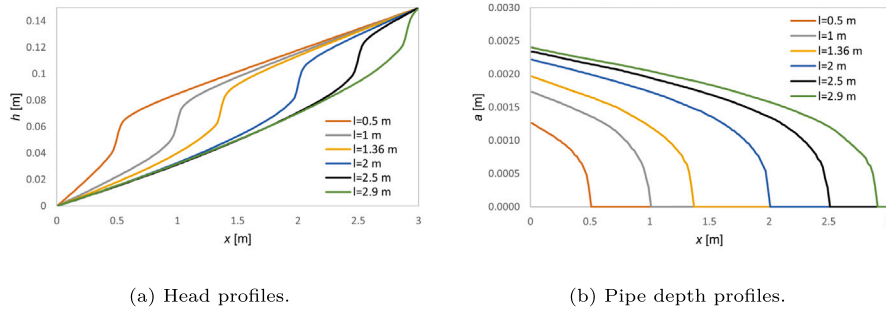 0.14
0.12
0.1
0.08
0.06
0.04
0.02
0
h [m]
l=0.5 m
l=1 m
l=1.36 m
l=2 m
l=2.5 m
l=2.9 m
0 0.5 1 1.5 2 2.5 3
x [m]
(a) Head profiles.
0.0030
0.0025
0.0020
0.0015
0.0010
0.0005
0.0000
a [m]
l=0.5 m
l=1 m
l=1.36 m
l=2 m
l=2.5 m
l=2.9 m
0 0.5 1 1.5 2 2.5
x [m]
(b) Pipe depth profiles.